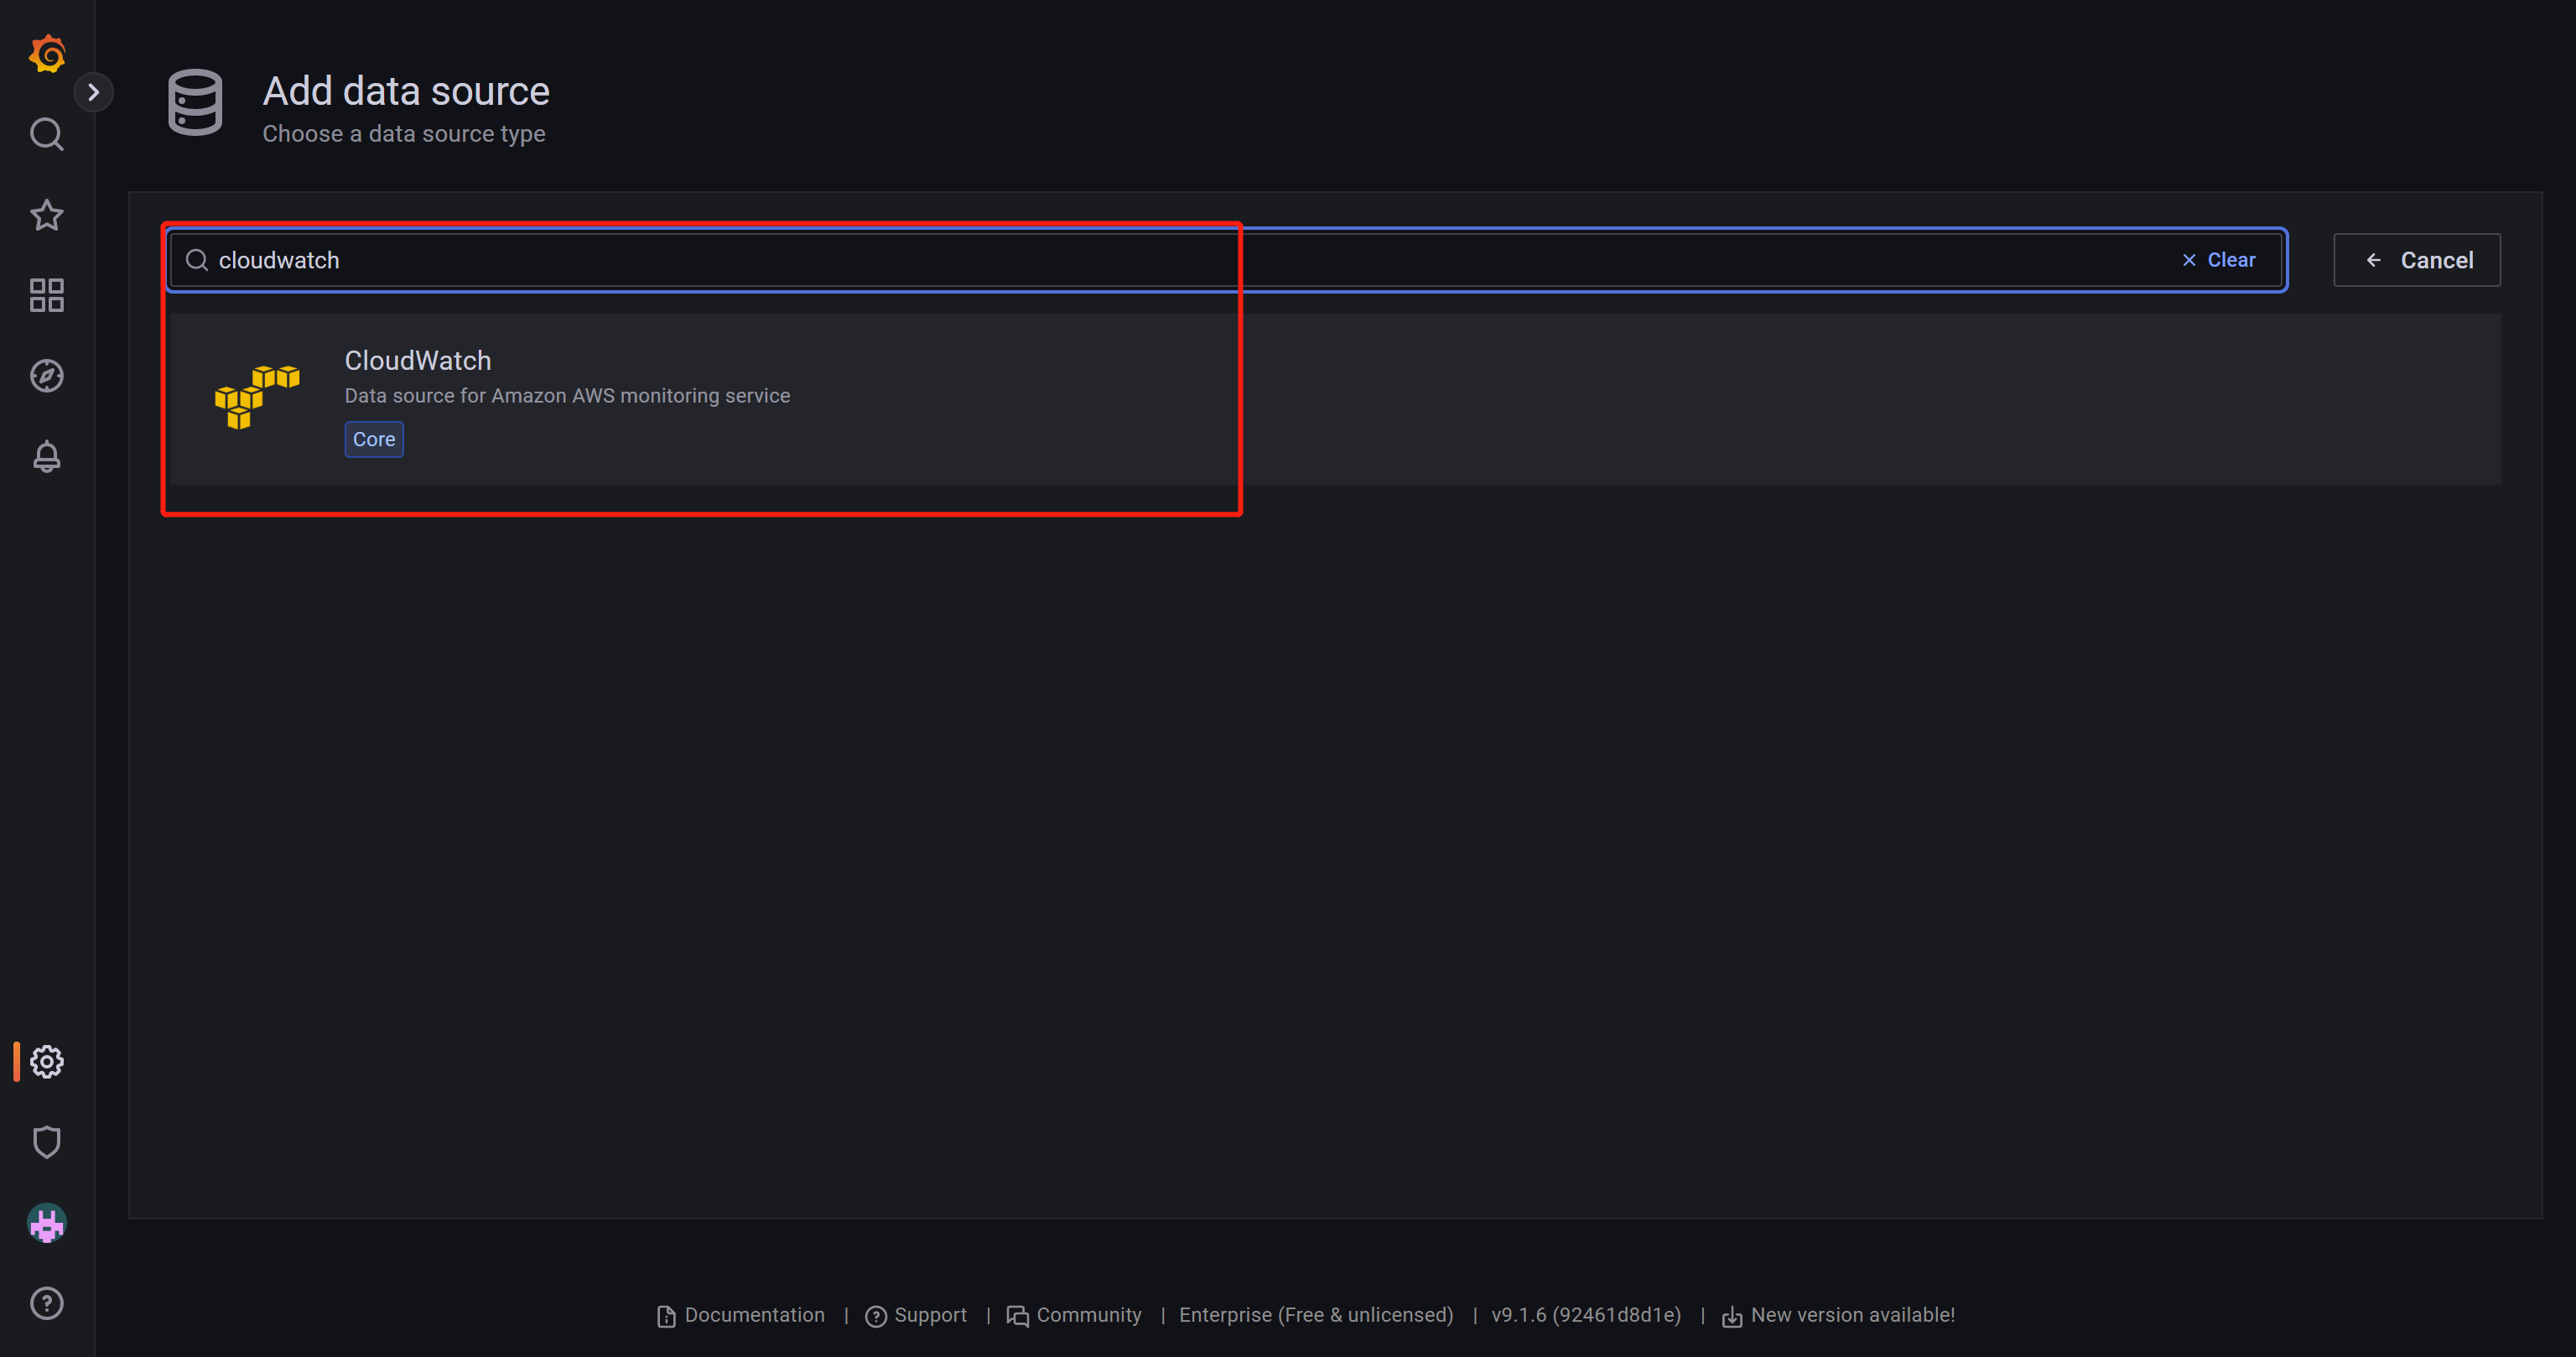 Add data source
Choose a data source type
cloudwatch
Clear
Cancel
CloudWatch
Data source for Amazon AWS monitoring service
Core
Documentation | Support | Community | Enterprise (Free & unlicensed) | v9.1.6 (92461d8d1e) | New version available!